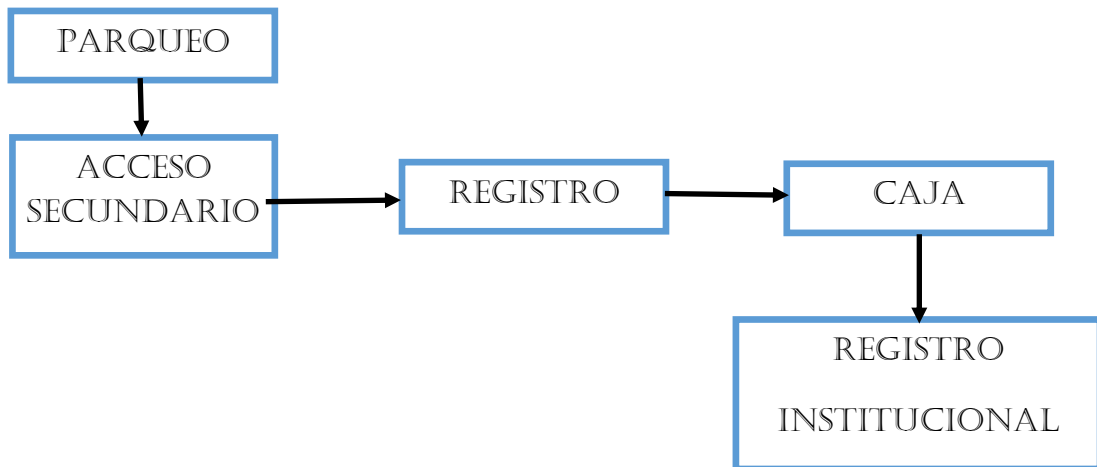 PARQUEO
ACCESO
SECUNDARIO
REGISTRO
CAJA
REGISTRO
INSTITUCIONAL